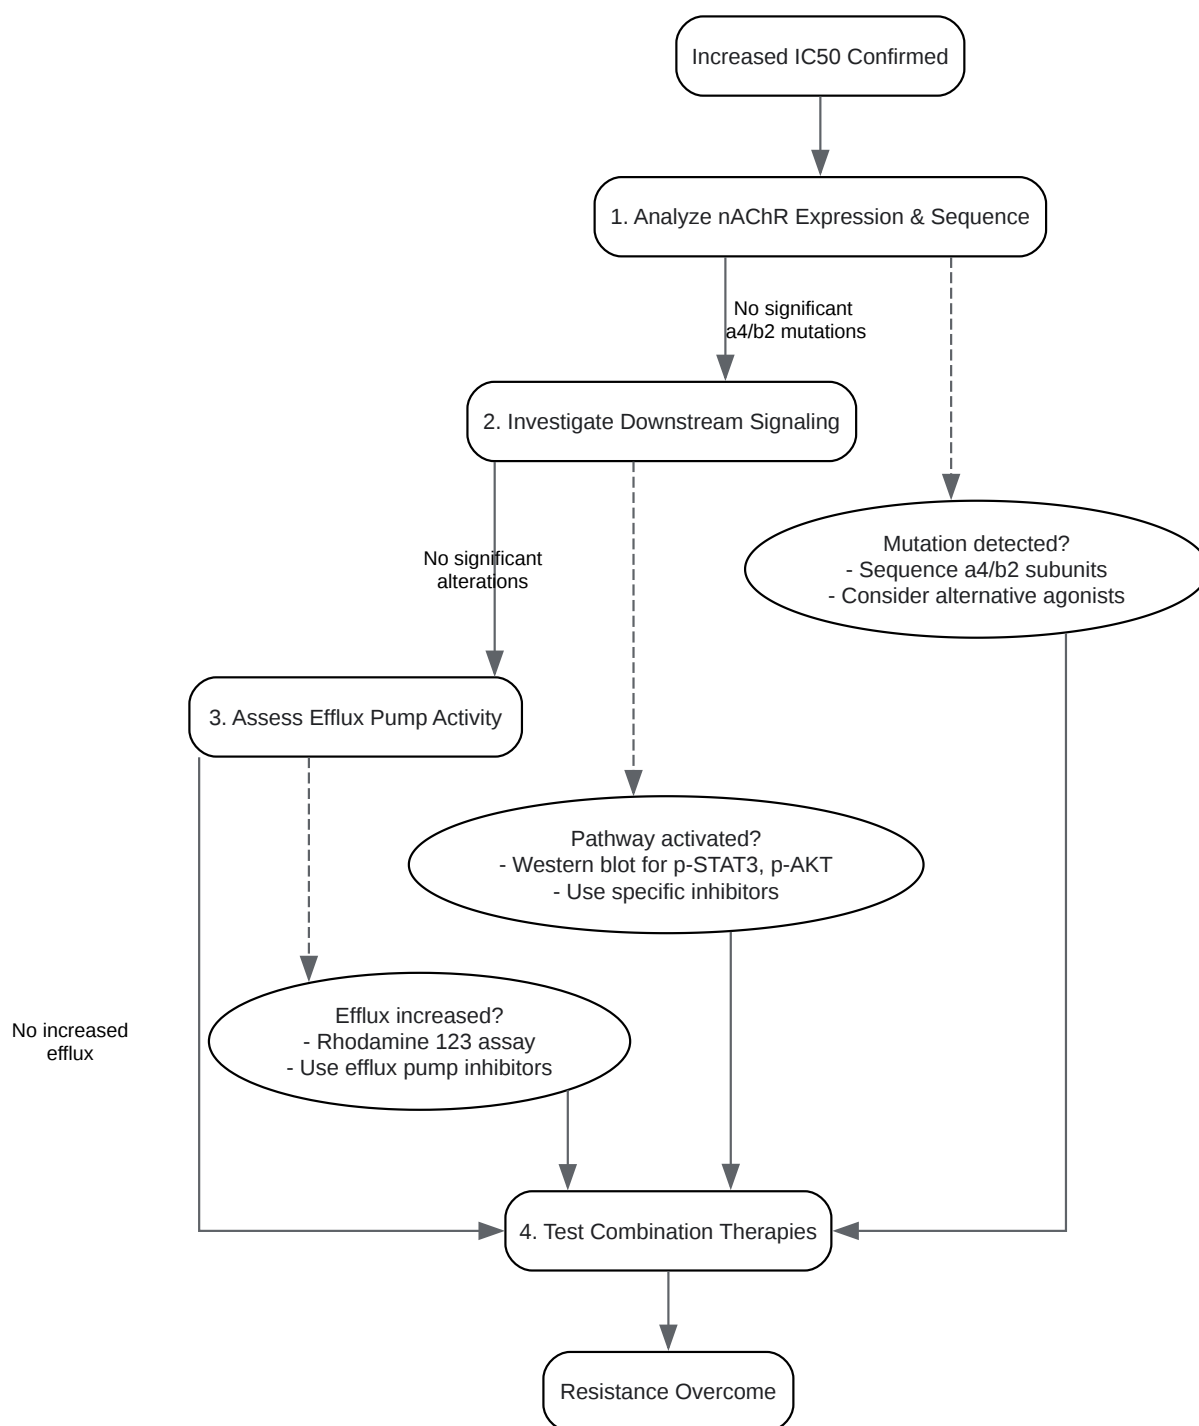 Increased IC50 Confirmed
1. Analyze nAChR Expression & Sequence
No significant
a4/b2 mutations
2. Investigate Downstream Signaling
Mutation detected?
- Sequence a4/b2 subunits
- Consider alternative agonists
No significant
alterations
3. Assess Efflux Pump Activity
Pathway activated?
- Western blot for p-STAT3, p-AKT
- Use specific inhibitors
Efflux increased?
- Rhodamine 123 assay
- Use efflux pump inhibitors
No increased
efflux
4. Test Combination Therapies
Resistance Overcome